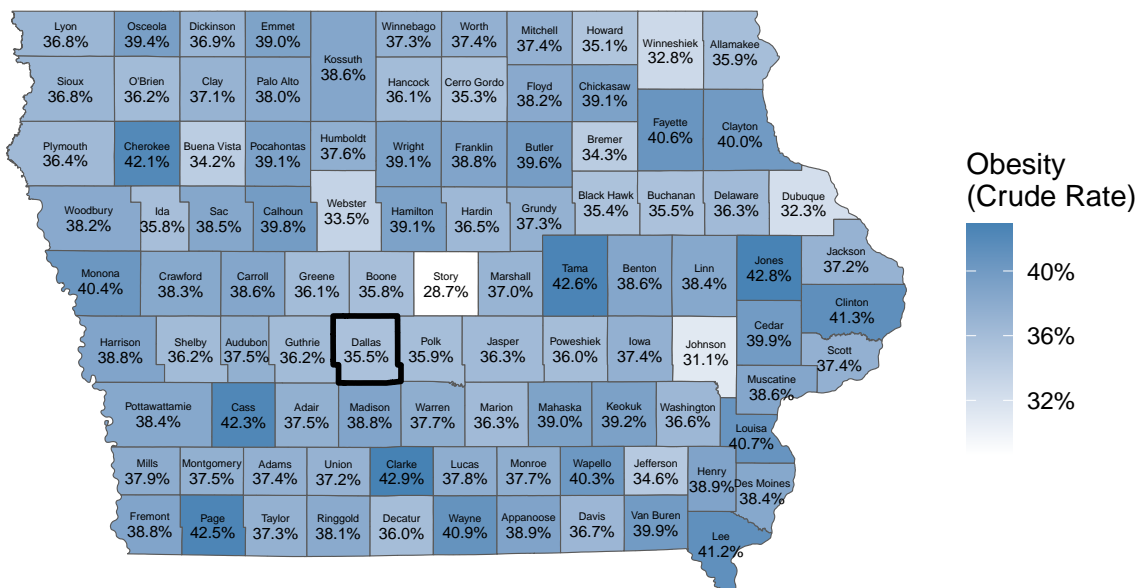 Lyon
36.8%
Osceola
39.4%
Dickinson
36.9%
Emmet
39.0%
Winnebago
37.3%
Worth
37.4%
Mitchell
37.4%
Howard
35.1%
Winneshiek
32.8%
Allamakee
35.9%
Kossuth
38.6%
Sioux
36.8%
O'Brien
36.2%
Clay
37.1%
Palo Alto
38.0%
Hancock
36.1%
Cerro Gordo
35.3%
Floyd
38.2%
Chickasaw
39.1%
Fayette
40.6%
Clayton
40.0%
Plymouth
36.4%
Cherokee
42.1%
Buena Vista
34.2%
Pocahontas
39.1%
Humboldt
37.6%
Wright
39.1%
Franklin
38.8%
Butler
39.6%
Bremer
34.3%
Woodbury
38.2%
Ida
35.8%
Sac
38.5%
Calhoun
39.8%
Webster
33.5%
Hamilton
39.1%
Hardin
36.5%
Grundy
37.3%
Black Hawk
35.4%
Buchanan
35.5%
Delaware
36.3%
Dubuque
32.3%
Monona
40.4%
Crawford
38.3%
Carroll
38.6%
Greene
36.1%
Boone
35.8%
Story
28.7%
Marshall
37.0%
Tama
42.6%
Benton
38.6%
Linn
38.4%
Jones
42.8%
Jackson
37.2%
Clinton
41.3%
Harrison
38.8%
Shelby
36.2%
Audubon
37.5%
Guthrie
36.2%
Dallas
35.5%
Polk
35.9%
Jasper
36.3%
Poweshiek
36.0%
Iowa
37.4%
Johnson
31.1%
Cedar
39.9%
Scott
37.4%
Muscatine
38.6%
Pottawattamie
38.4%
Cass
42.3%
Adair
37.5%
Madison
38.8%
Warren
37.7%
Marion
36.3%
Mahaska
39.0%
Keokuk
39.2%
Washington
36.6%
Louisa
40.7%
Mills
37.9%
Montgomery
37.5%
Adams
37.4%
Union
37.2%
Clarke
42.9%
Lucas
37.8%
Monroe
37.7%
Wapello
40.3%
Jefferson
34.6%
Henry
38.9%
Des Moines
38.4%
Fremont
38.8%
Page
42.5%
Taylor
37.3%
Ringgold
38.1%
Decatur
36.0%
Wayne
40.9%
Appanoose
38.9%
Davis
36.7%
Van Buren
39.9%
Lee
41.2%
Obesity
(Crude Rate)
40%
36%
32%